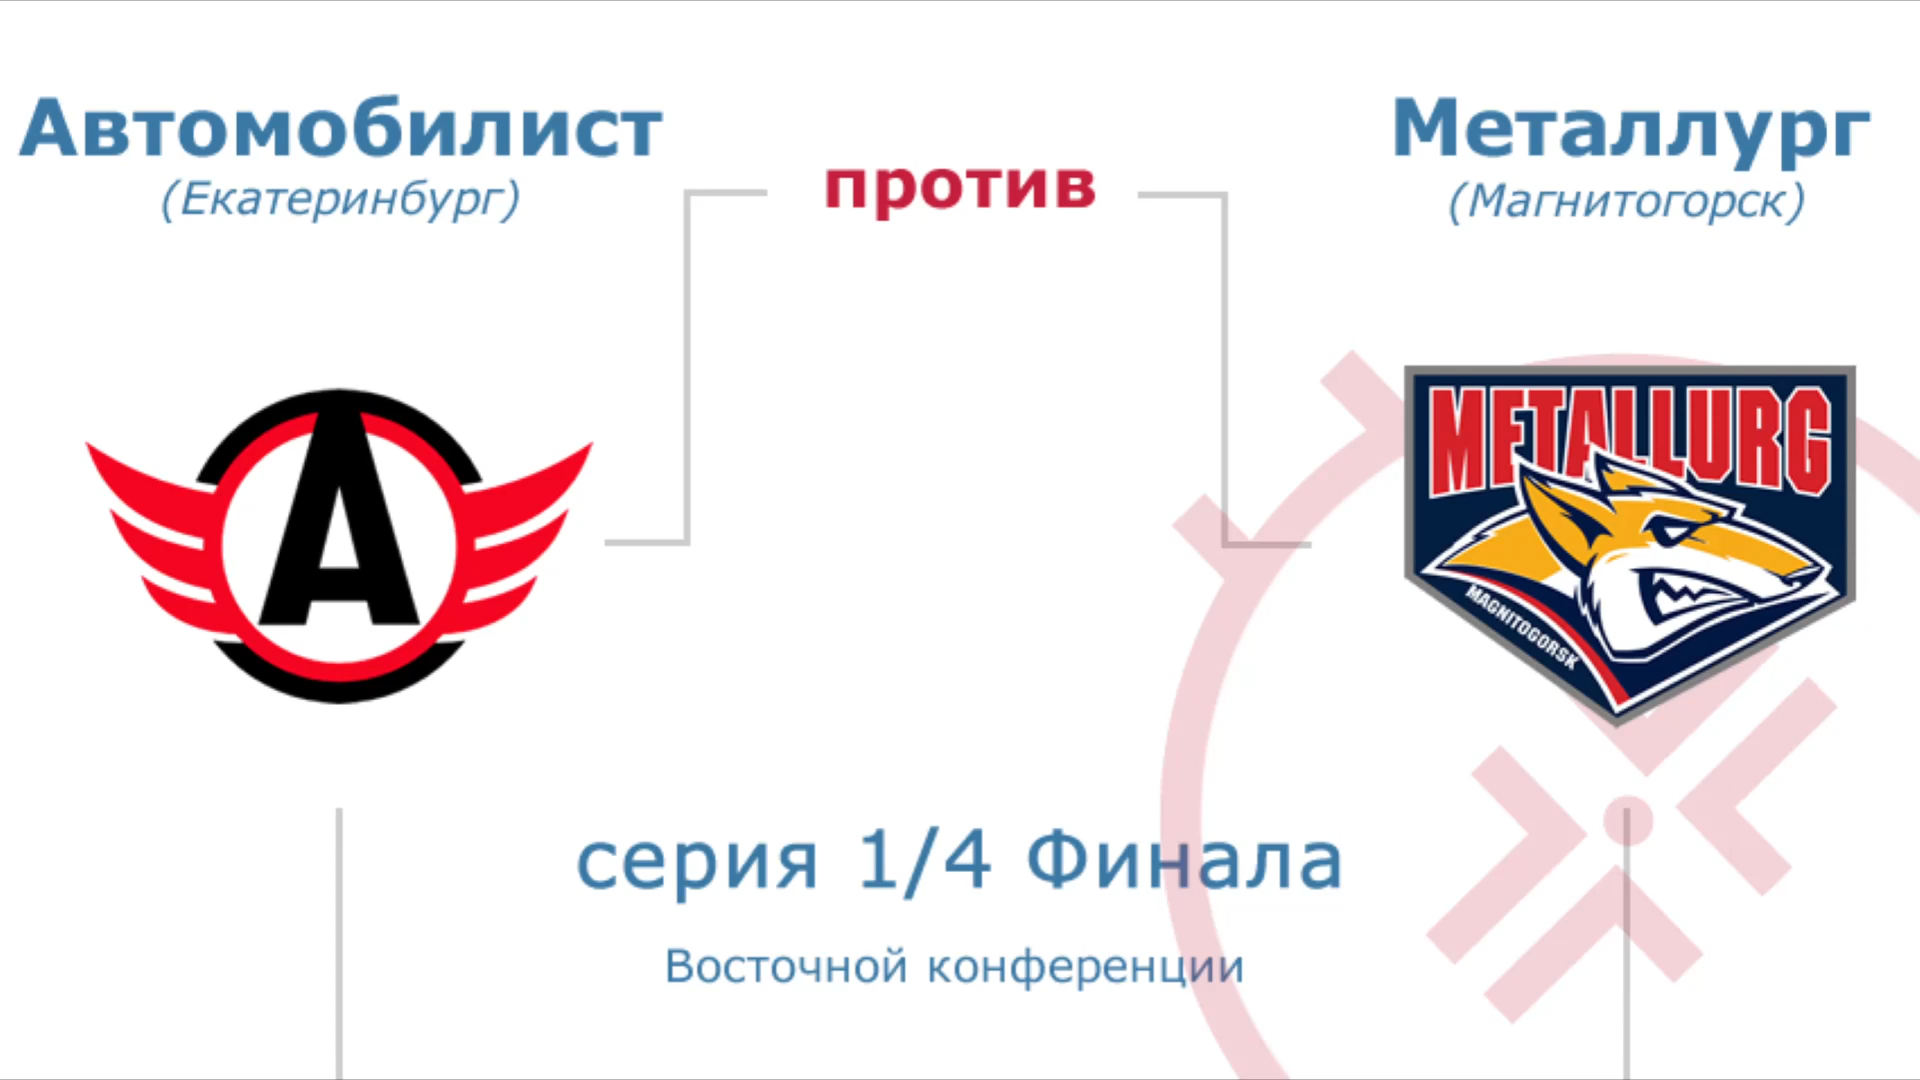 Автомобилист
(Екатеринбург)
против
Металлург
(Магнитогорск)
A
METALLURG
MAGNITOGORSK
серия 1/4 Финала
Восточной конференции